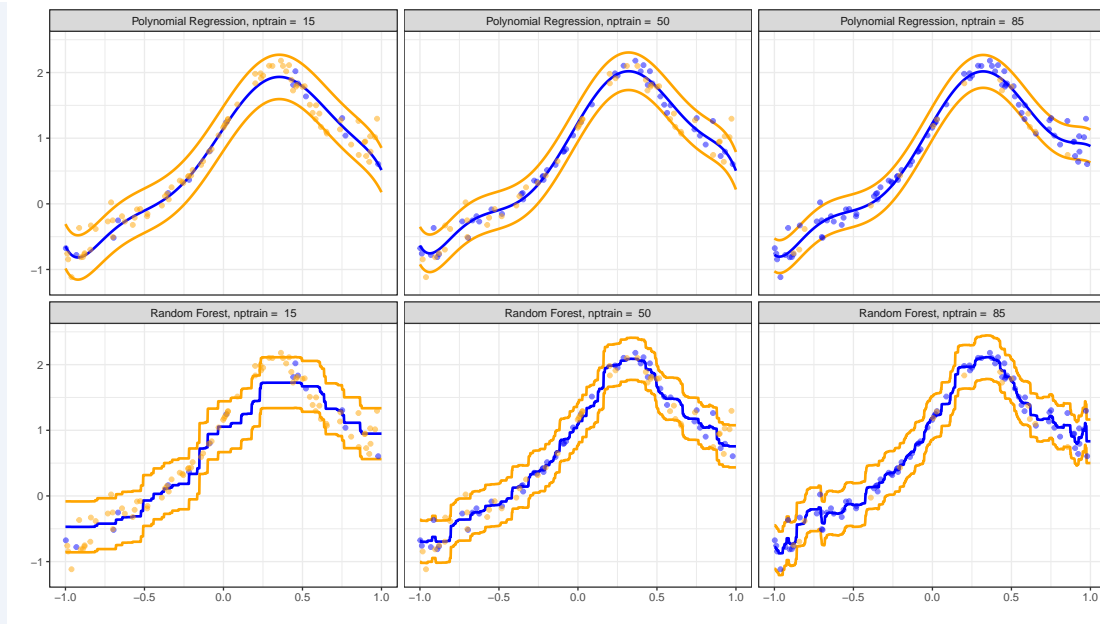 Polynomial Regression, nptrain = 15
Polynomial Regression, nptrain = 50
Polynomial Regression, nptrain = 85
2
1
0
−1
Random Forest, nptrain = 15
Random Forest, nptrain = 50
Random Forest, nptrain = 85
2
1
0
−1
−1.0 −0.5 0.0 0.5 1.0
−1.0 −0.5 0.0 0.5 1.0
−1.0 −0.5 0.0 0.5 1.0